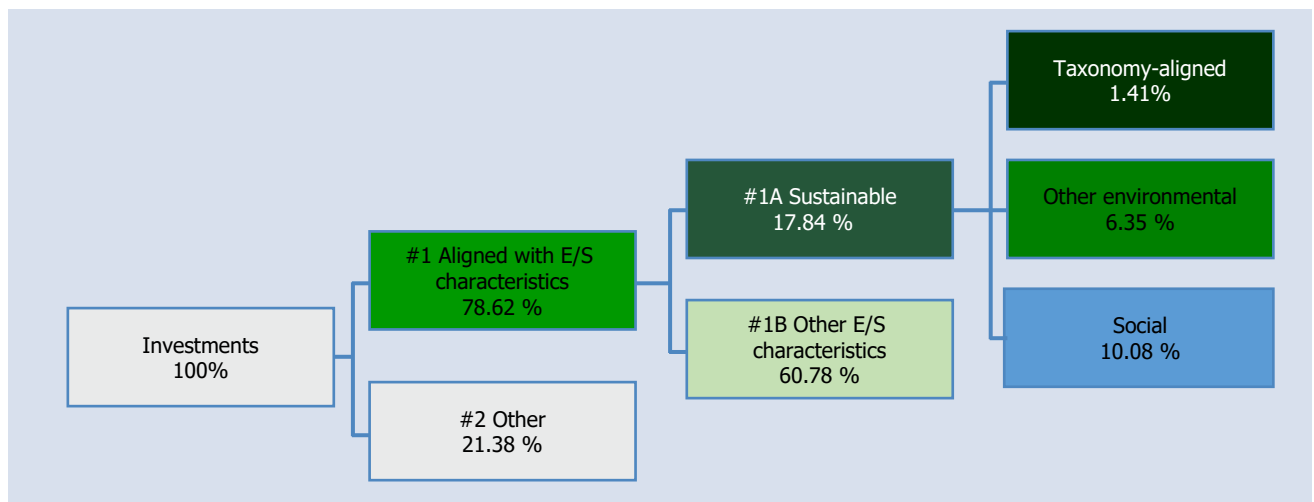 Investments
100%
#1 Aligned with E/S
characteristics
78.62 %
#2 Other
21.38 %
#1A Sustainable
17.84 %
#1B Other E/S
characteristics
60.78 %
Taxonomy-aligned
1.41%
Other environmental
6.35 %
Social
10.08 %